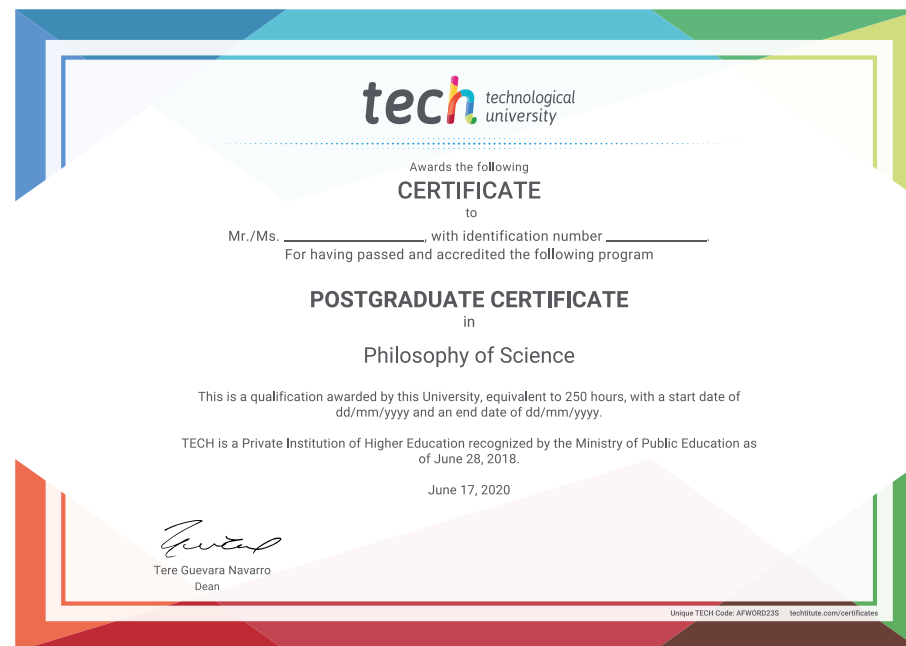 tech technological
university
Awards the following
CERTIFICATE
to
Mr./Ms. ____________________, with identification number ______________.
For having passed and accredited the following program
POSTGRADUATE CERTIFICATE
in
Philosophy of Science
This is a qualification awarded by this University, equivalent to 250 hours, with a start date of
dd/mm/yyyy and an end date of dd/mm/yyyy.
TECH is a Private Institution of Higher Education recognized by the Ministry of Public Education as
of June 28, 2018.
June 17, 2020
Tere Guevara Navarro
Dean
Unique TECH Code: AFWORD23S techtitute.com/certificates